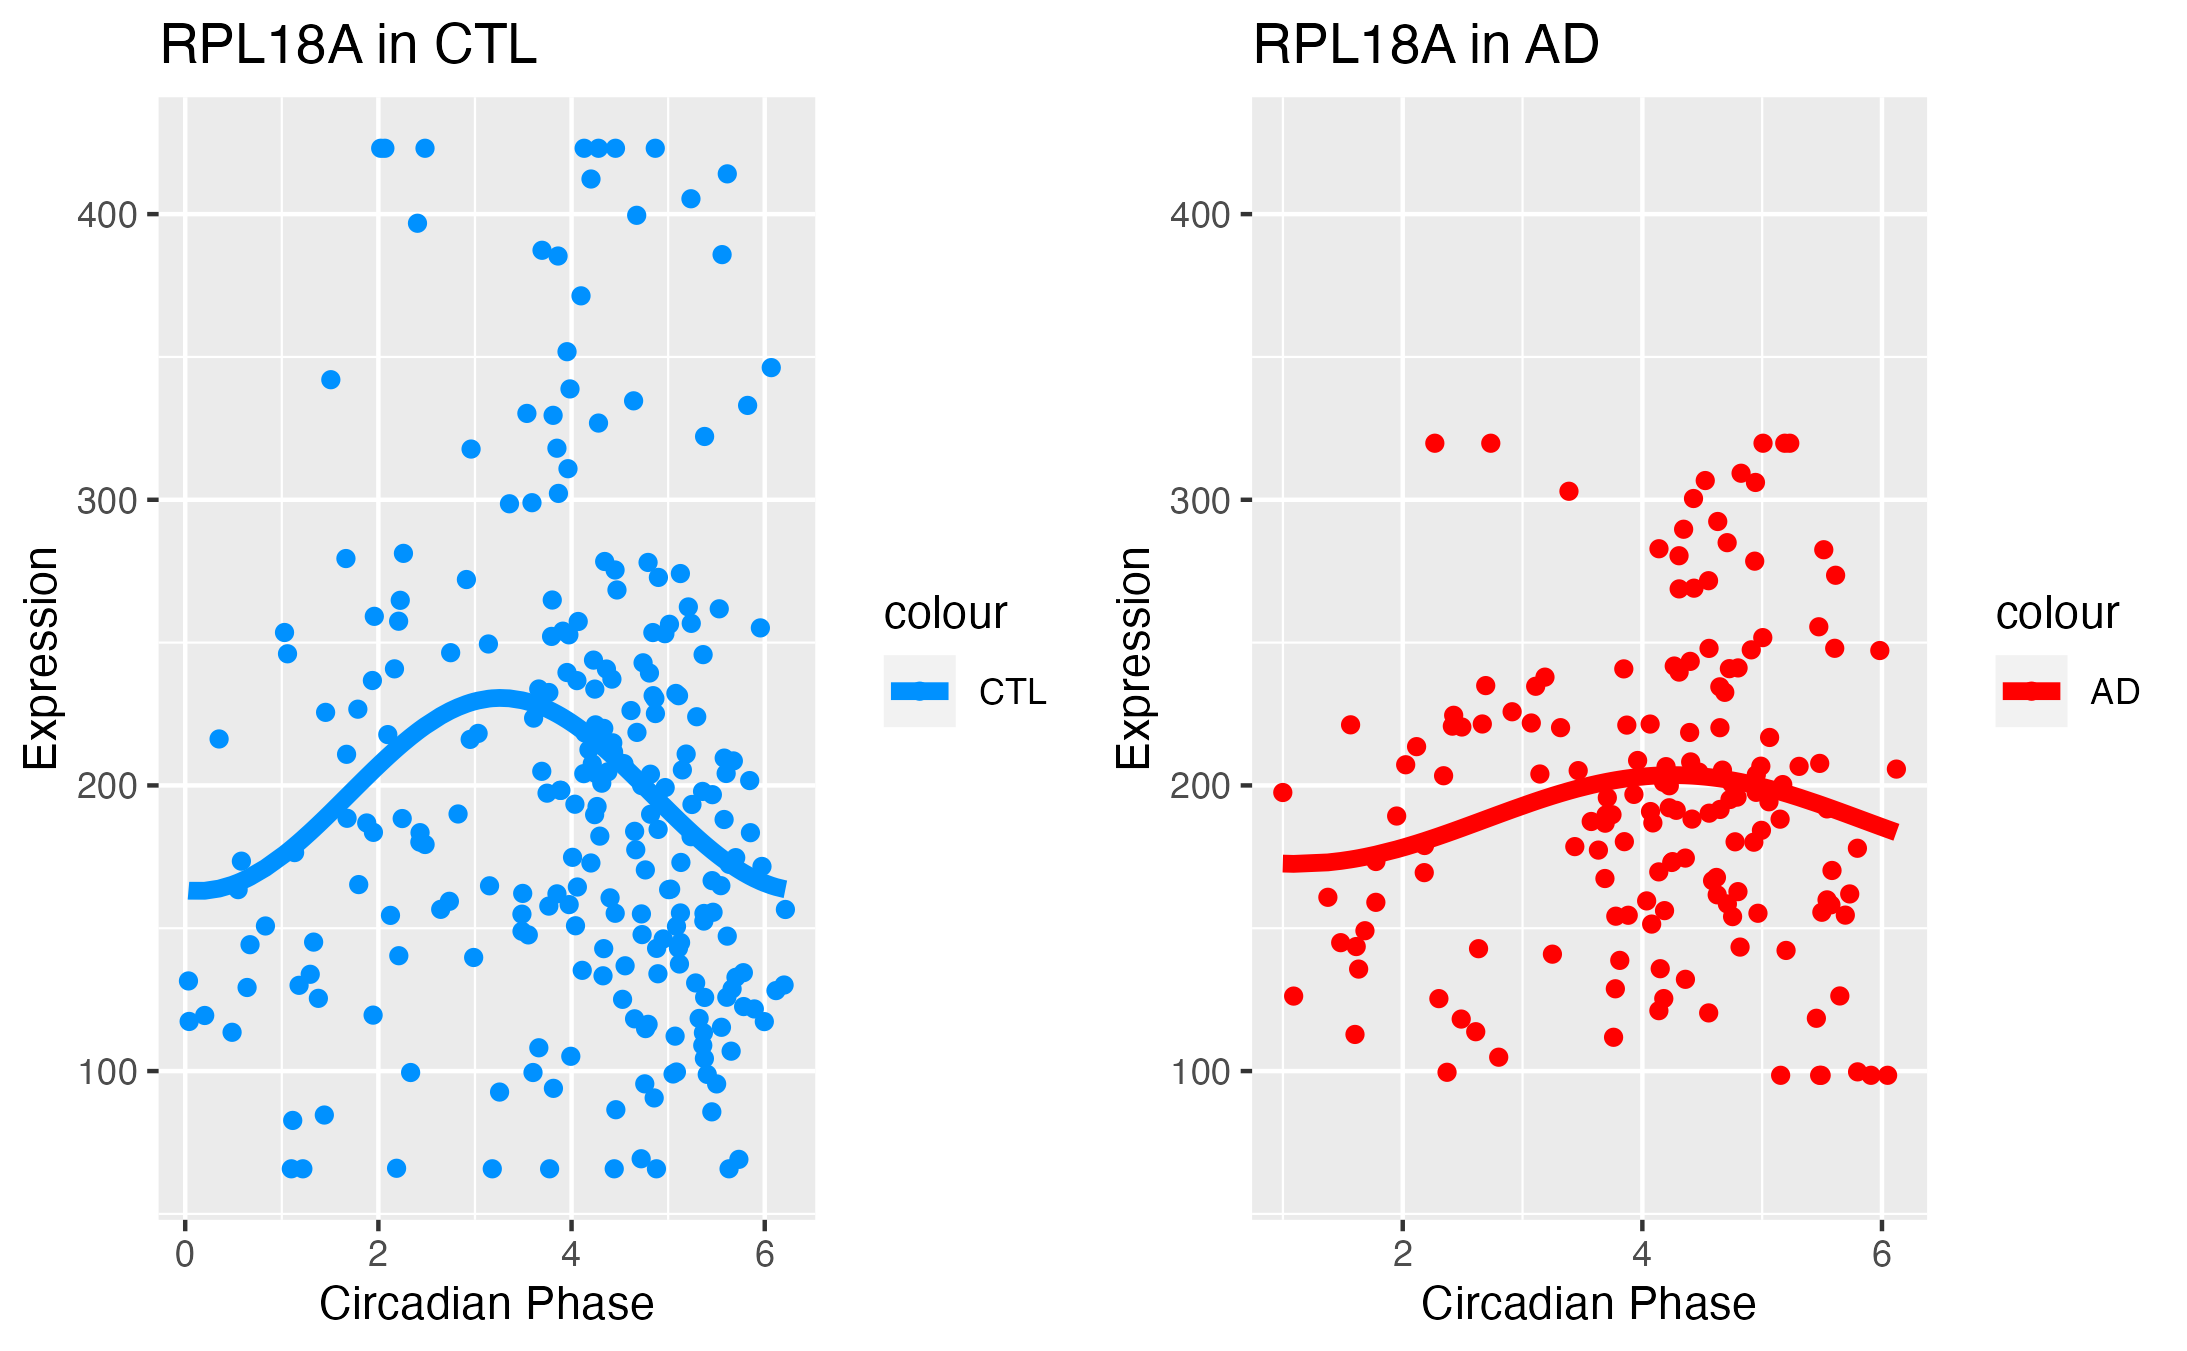 RPL18A in CTL
Expression
400
300
200
100
0 2 4 6
Circadian Phase
colour
CTL
RPL18A in AD
Expression
400
300
200
100
2 4 6
Circadian Phase
colour
AD